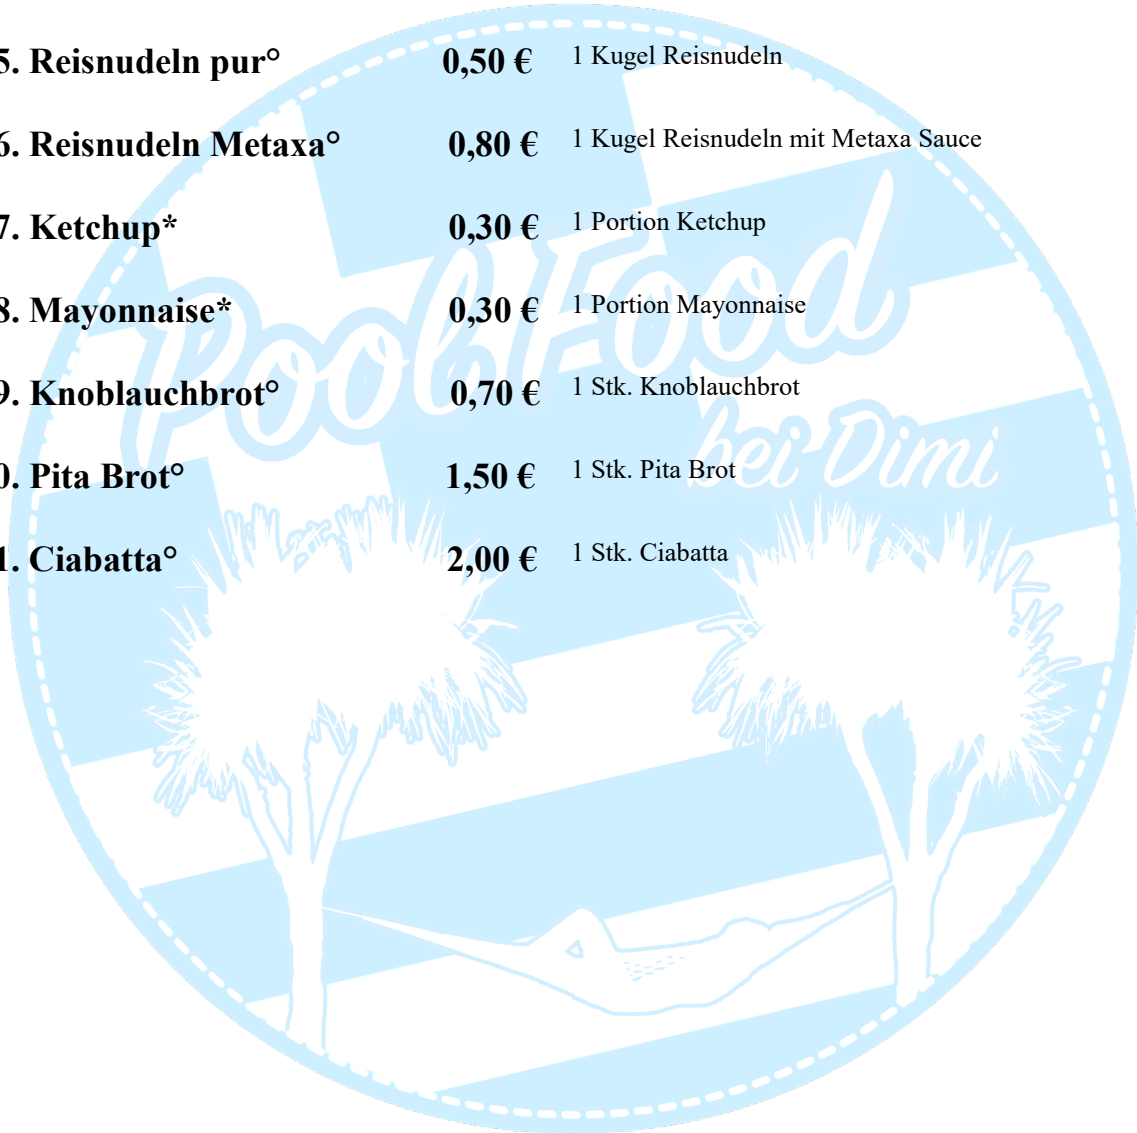 5. Reisnudeln pur° 0,50 € 1 Kugel Reisnudeln
6. Reisnudeln Metaxa° 0,80 € 1 Kugel Reisnudeln mit Metaxa Sauce
7. Ketchup* 0,30 € 1 Portion Ketchup
8. Mayonnaise* 0,30 € 1 Portion Mayonnaise
9. Knoblauchbrot° 0,70 € 1 Stk. Knoblauchbrot
0. Pita Brot° 1,50 € 1 Stk. Pita Brot
1. Ciabatta° 2,00 € 1 Stk. Ciabatta
Pool Food
bei Dimi